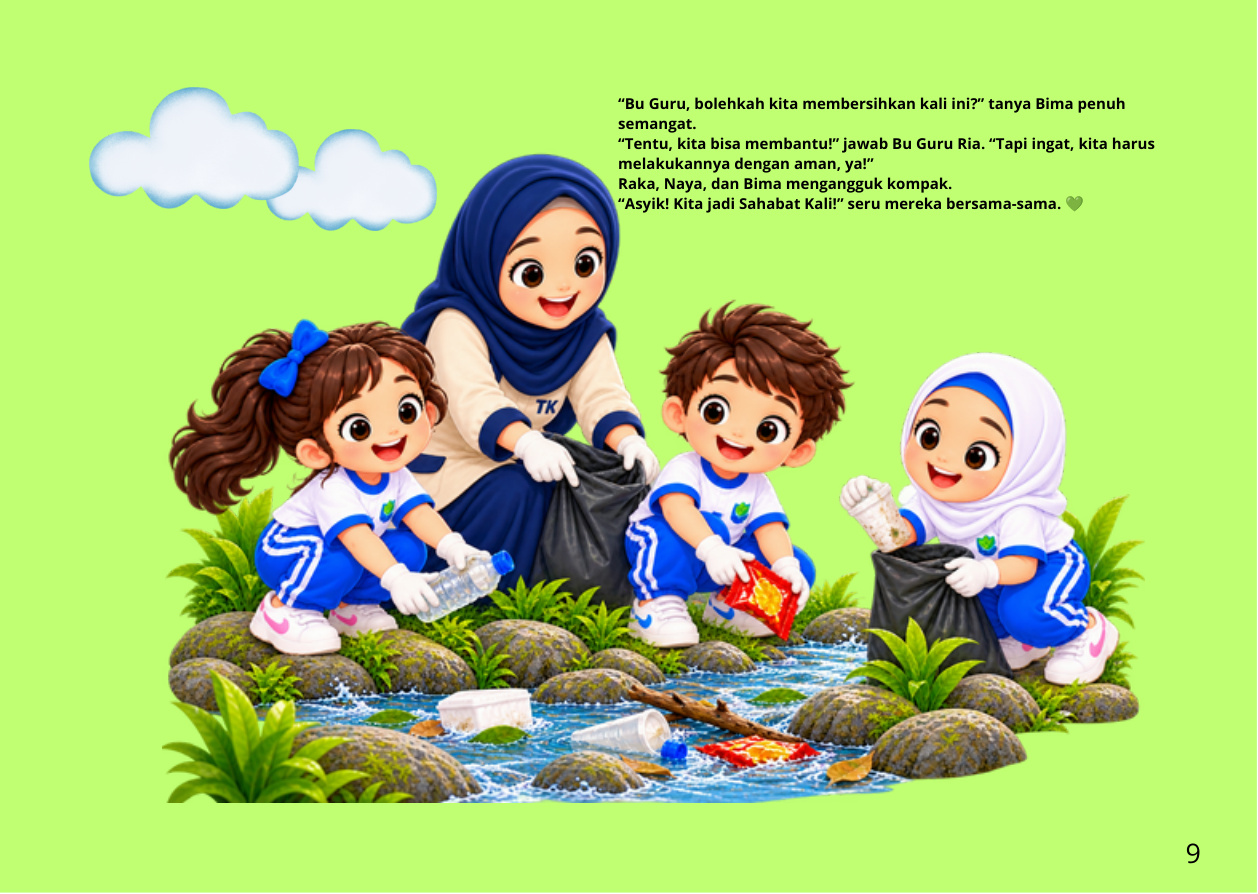 “Bu Guru, bolehkah kita membersihkan kali ini?” tanya Bima penuh
semangat.
“Tentu, kita bisa membantu!” jawab Bu Guru Ria. “Tapi ingat, kita harus
melakukannya dengan aman, ya!”
Raka, Naya, dan Bima mengangguk kompak.
“Asyik! Kita jadi Sahabat Kali!” seru mereka bersama-sama. 💚
TK
9